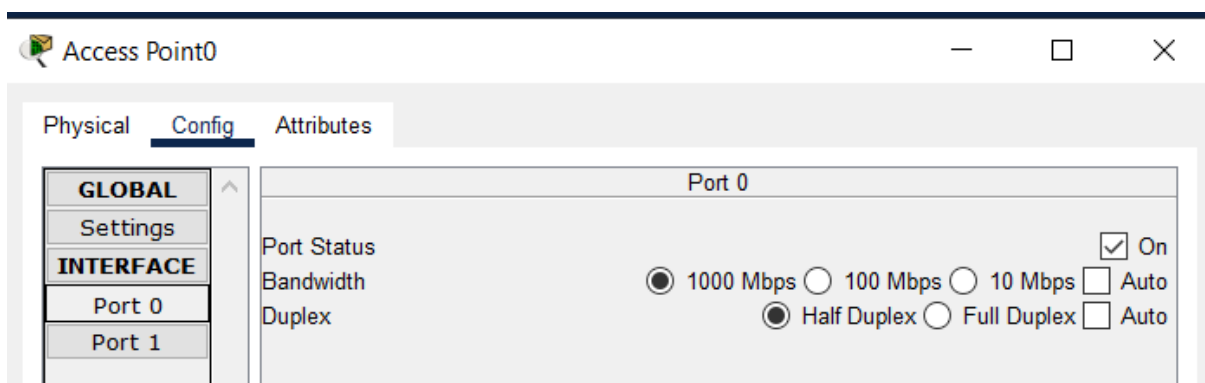 Access Point0
Physical Config Attributes
GLOBAL
Settings
INTERFACE
Port 0
Port 1
Port 0
Port Status On
Bandwidth 1000 Mbps 100 Mbps 10 Mbps Auto
Duplex Half Duplex Full Duplex Auto